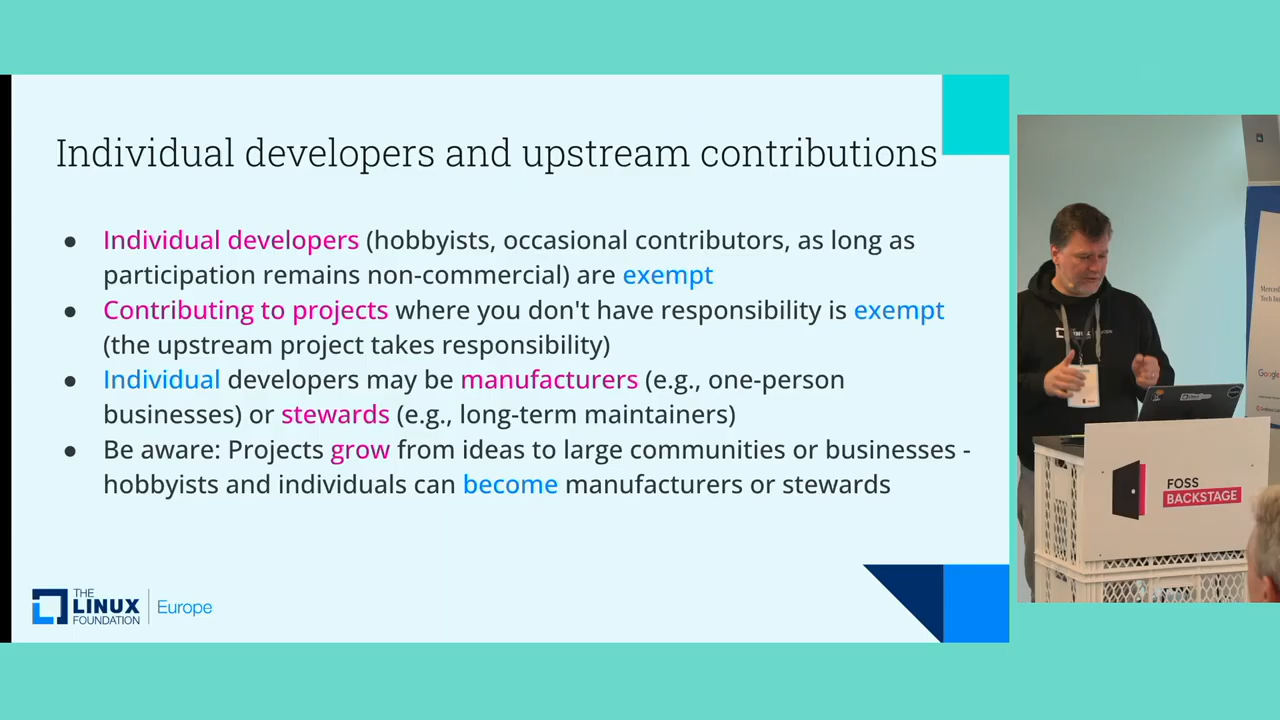 Individual developers and upstream contributions
● Individual developers (hobbyists, occasional contributors, as long as
participation remains non-commercial) are exempt
● Contributing to projects where you don't have responsibility is exempt
(the upstream project takes responsibility)
● Individual developers may be manufacturers (e.g., one-person
businesses) or stewards (e.g., long-term maintainers)
● Be aware: Projects grow from ideas to large communities or businesses -
hobbyists and individuals can become manufacturers or stewards
THE
LINUX
FOUNDATION
Europe
FOSS
BACKSTAGE
Google